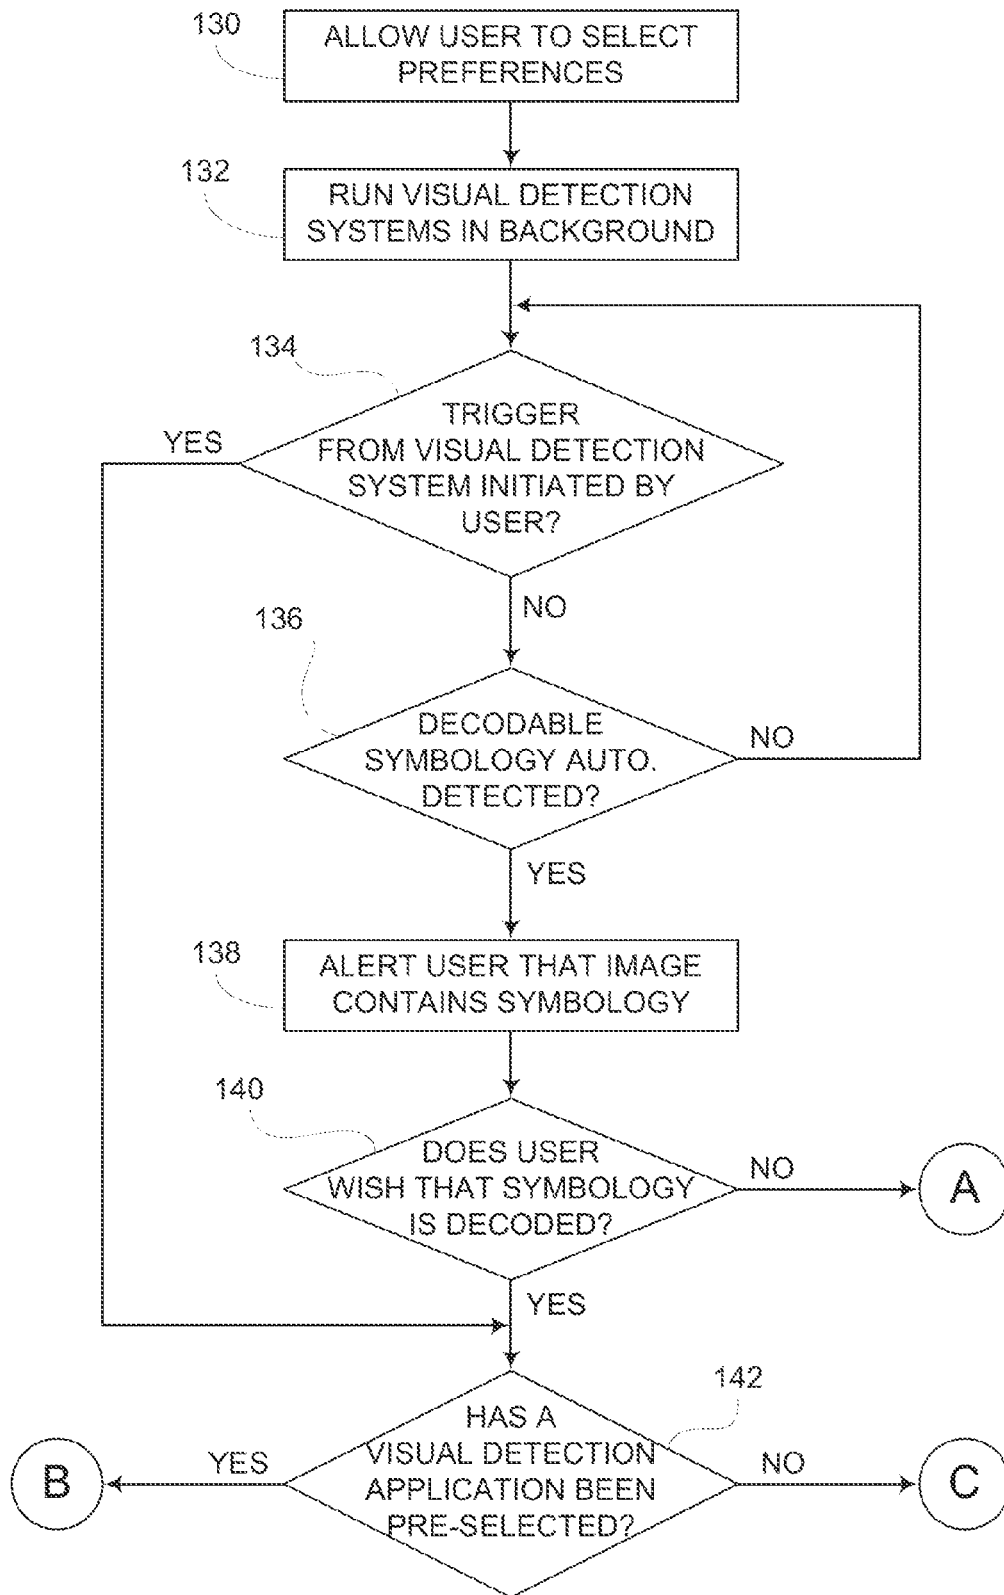 130
ALLOW USER TO SELECT
PREFERENCES
132
RUN VISUAL DETECTION
SYSTEMS IN BACKGROUND
134
TRIGGER
FROM VISUAL DETECTION
SYSTEM INITIATED BY
USER?
YES
NO
136
DECODABLE
SYMBOLOGY AUTO.
DETECTED?
NO
YES
138
ALERT USER THAT IMAGE
CONTAINS SYMBOLOGY
140
DOES USER
WISH THAT SYMBOLOGY
IS DECODED?
NO
A
YES
142
HAS A
VISUAL DETECTION
APPLICATION BEEN
PRE-SELECTED?
YES
B
NO
C